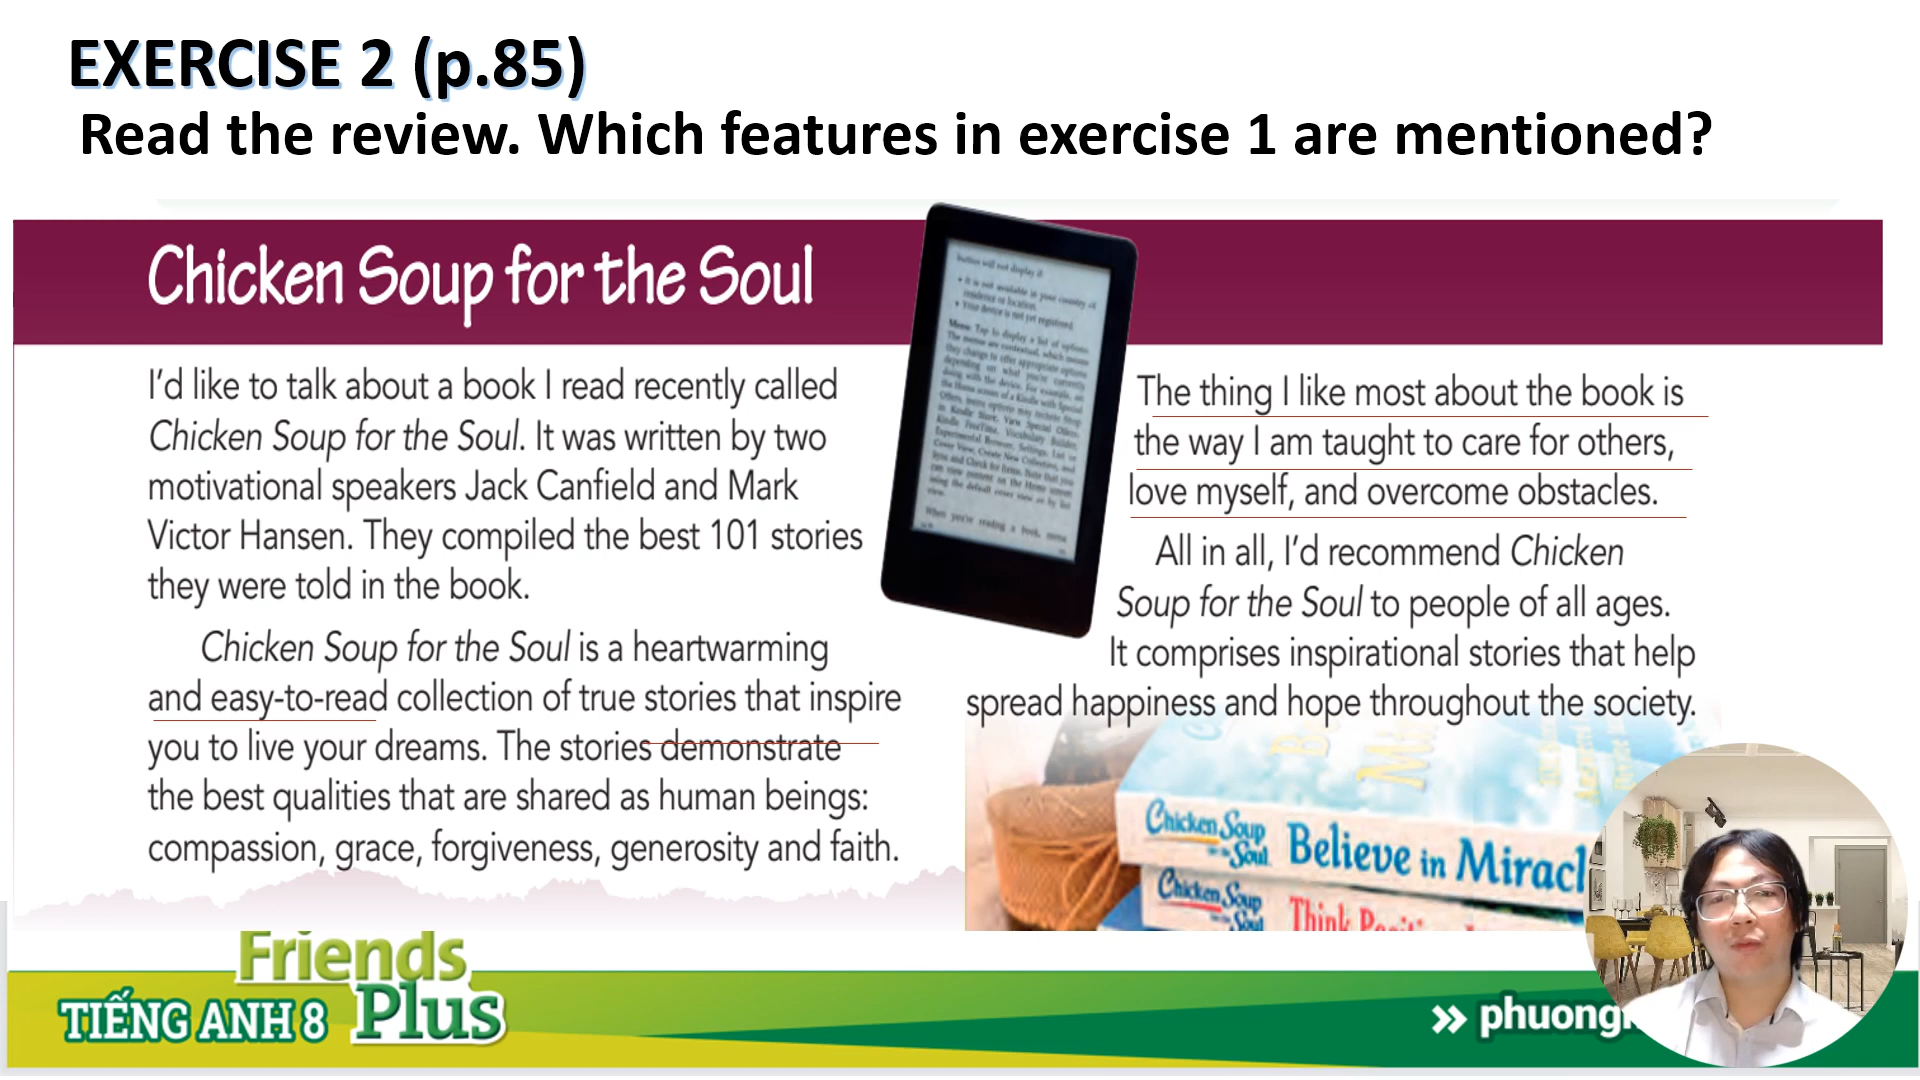 EXERCISE 2 (p.85)
Read the review. Which features in exercise 1 are mentioned?
Chicken Soup for the Soul
I'd like to talk about a book I read recently called
Chicken Soup for the Soul. It was written by two
motivational speakers Jack Canfield and Mark
Victor Hansen. They compiled the best 101 stories
they were told in the book.
Chicken Soup for the Soul is a heartwarming
and easy-to-read collection of true stories that inspire
you to live your dreams. The stories demonstrate
the best qualities that are shared as human beings:
compassion, grace, forgiveness, generosity and faith.
The thing I like most about the book is
the way I am taught to care for others,
love myself, and overcome obstacles.
All in all, I'd recommend Chicken
Soup for the Soul to people of all ages.
It comprises inspirational stories that help
spread happiness and hope throughout the society.
Chicken Soup
for the Soul
Believe in Miracl
Chicken Soup
for the Soul
Think Positi
Friends
Plus
TIẾNG ANH 8
phuong